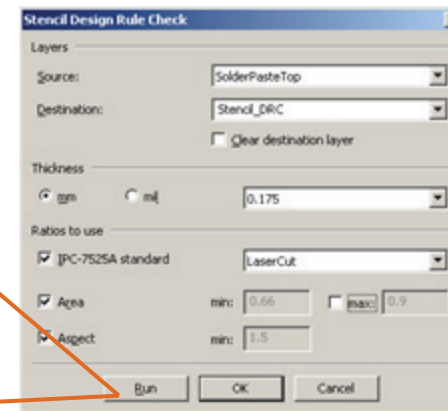 Stencil Design Rule Check
Layers
Source: SolderPasteTop
Destination: Stencil_DRC
Clear destination layer
Thickness
mm mil 0.175
Ratios to use
IPC-7525A standard LaserCut
Area min: 0.66 max: 0.9
Aspect min: 1.5
Run OK Cancel